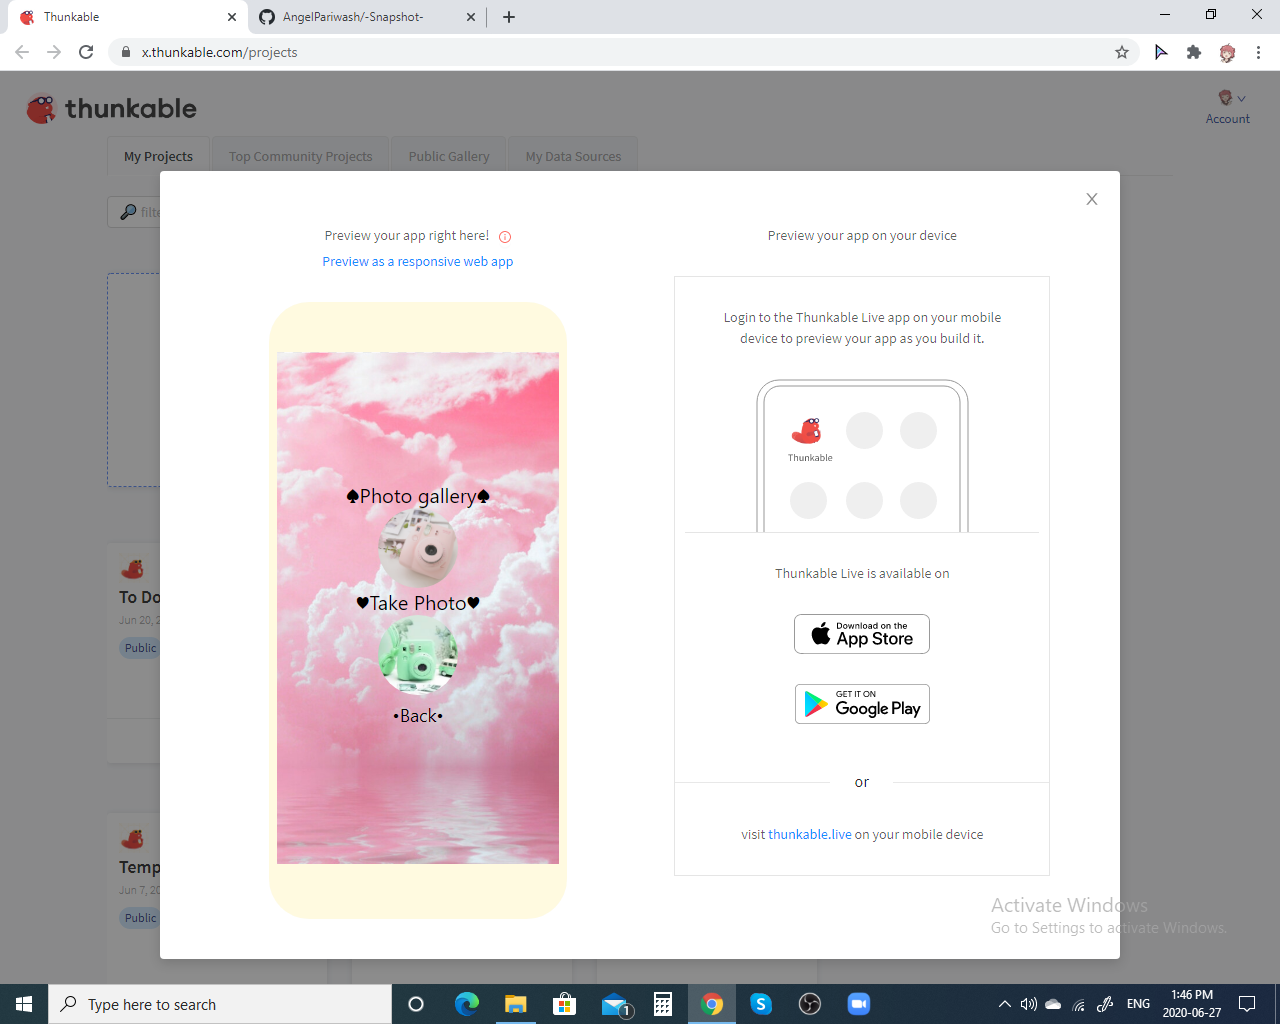 Thunkable
AngelPariwash/-Snapshot-
x.thunkable.com/projects
thunkable
Account
My Projects
Top Community Projects
Public Gallery
My Data Sources
filte
Preview your app right here!
Preview as a responsive web app
Preview your app on your device
Login to the Thunkable Live app on your mobile
device to preview your app as you build it.
Thunkable
♠Photo gallery♠
♥Take Photo♥
•Back•
Thunkable Live is available on
Download on the
App Store
GET IT ON
Google Play
or
visit thunkable.live on your mobile device
To Do
Jun 20, 2
Public
Temp
Jun 7, 20
Public
Activate Windows
Go to Settings to activate Windows.
Type here to search
1
ENG
1:46 PM
2020-06-27